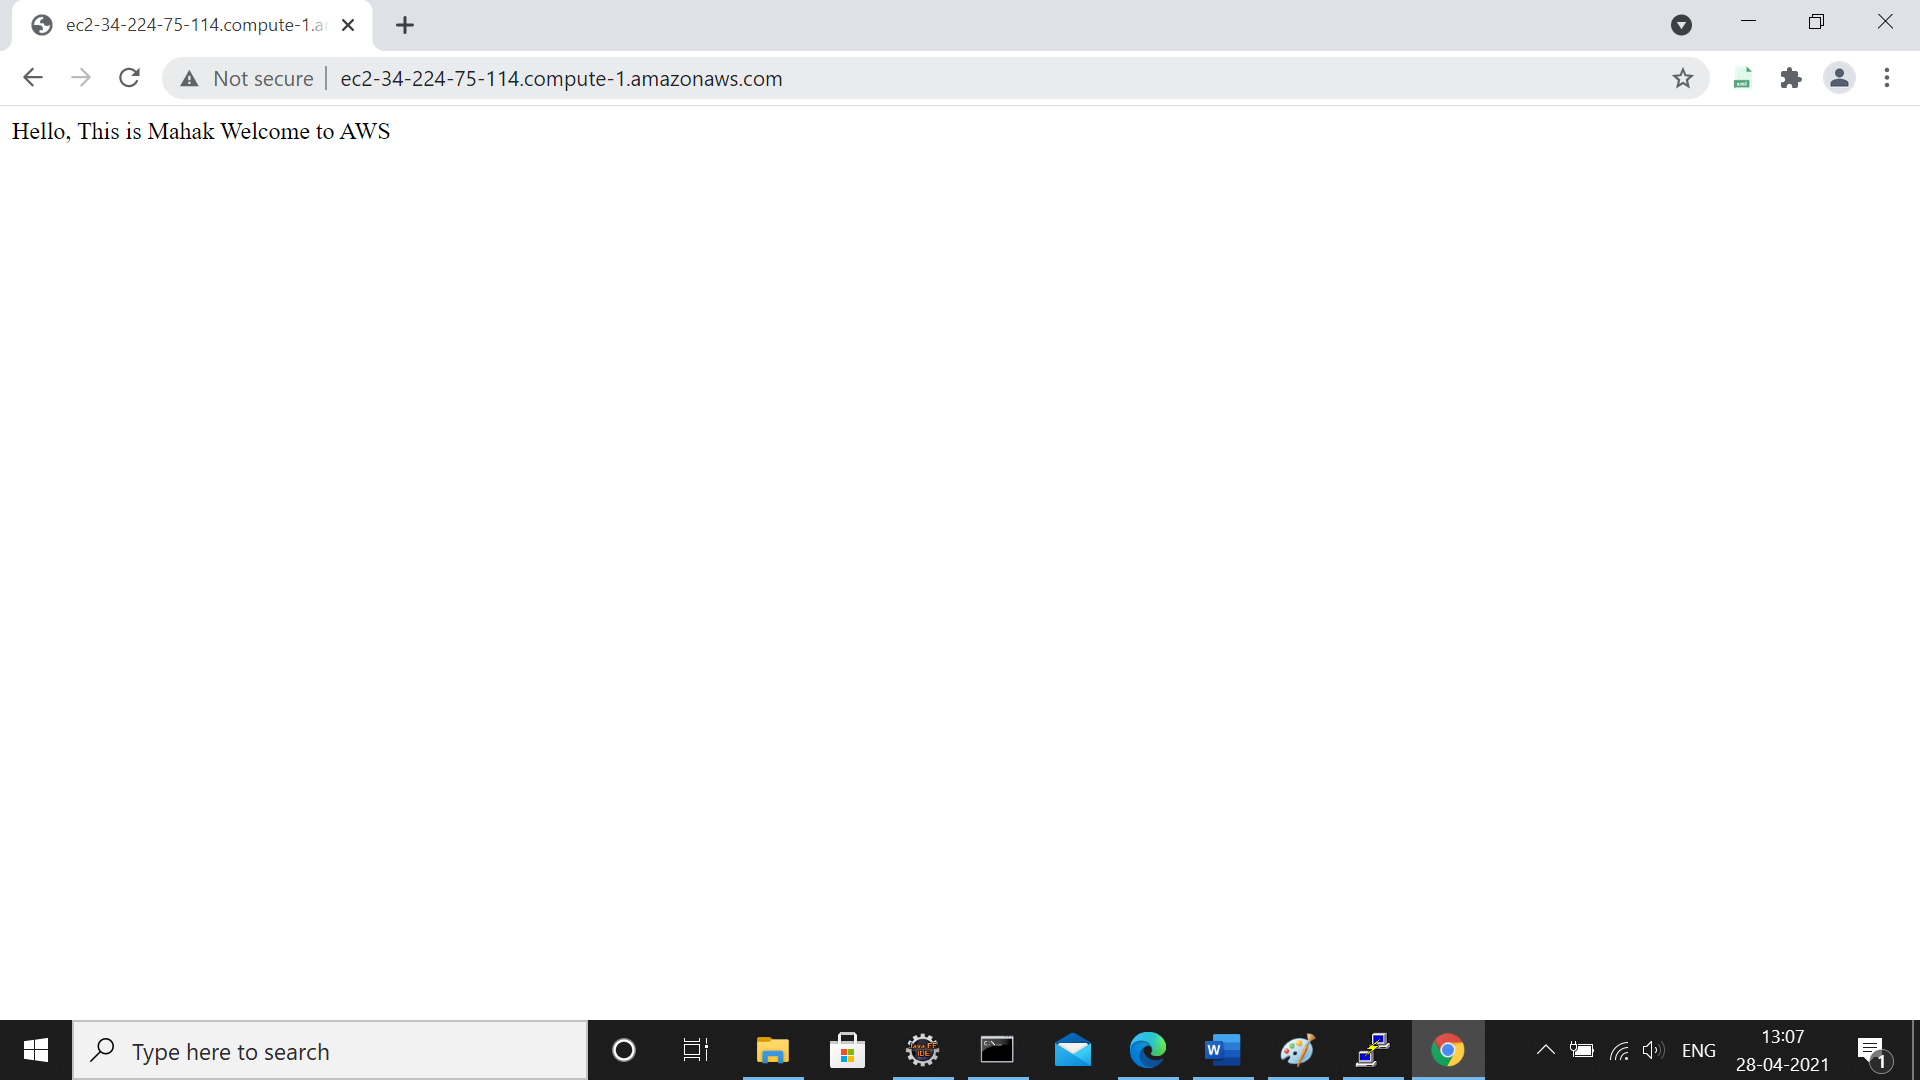 ec2-34-224-75-114.compute-1.a
Not secure
ec2-34-224-75-114.compute-1.amazonaws.com
Hello, This is Mahak Welcome to AWS
Type here to search
ENG
13:07
28-04-2021
1